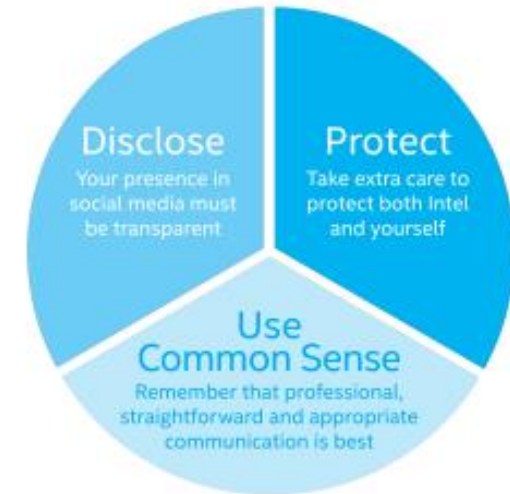 Disclose
Your presence in
social media must
be transparent
Protect
Take extra care to
protect both Intel
and yourself
Use
Common Sense
Remember that professional,
straightforward and appropriate
communication is best